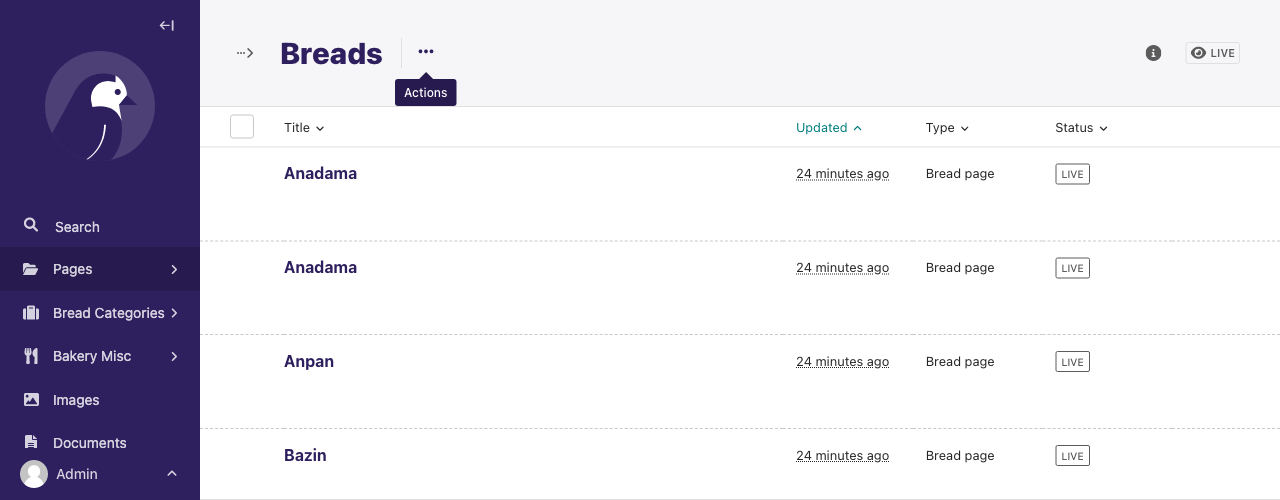 Breads
LIVE
Actions
Title
Updated
Type
Status
Anadama
24 minutes ago
Bread page
LIVE
Anadama
24 minutes ago
Bread page
LIVE
Anpan
24 minutes ago
Bread page
LIVE
Bazin
24 minutes ago
Bread page
LIVE
Search
Pages
Bread Categories
Bakery Misc
Images
Documents
Admin